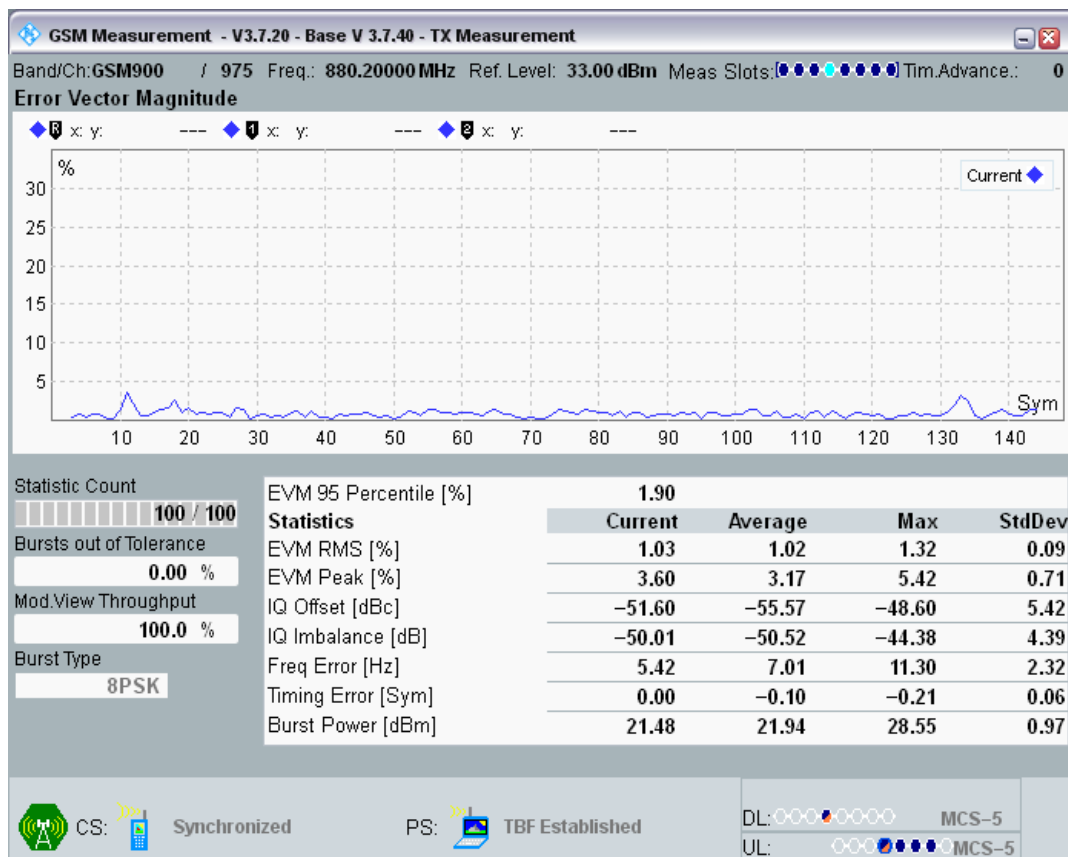 GSM Measurement - V3.7.20 - Base V 3.7.40 - TX Measurement
Band/Ch:GSM900 / 975 Freq.: 880.20000 MHz Ref. Level: 33.00 dBm Meas Slots: Tim.Advance.: 0
Error Vector Magnitude
R x: y: --- 1 x: y: --- 2 x: y: ---
%
Current
30
25
20
15
10
5
Sym
10 20 30 40 50 60 70 80 90 100 110 120 130 140
Statistic Count
100 / 100
Bursts out of Tolerance
0.00 %
Mod.View Throughput
100.0 %
Burst Type
8PSK
EVM 95 Percentile [%] 1.90
Statistics Current Average Max StdDev
EVM RMS [%] 1.03 1.02 1.32 0.09
EVM Peak [%] 3.60 3.17 5.42 0.71
IQ Offset [dBc] −51.60 −55.57 −48.60 5.42
IQ Imbalance [dB] −50.01 −50.52 −44.38 4.39
Freq Error [Hz] 5.42 7.01 11.30 2.32
Timing Error [Sym] 0.00 −0.10 −0.21 0.06
Burst Power [dBm] 21.48 21.94 28.55 0.97
CS: Synchronized PS: TBF Established
DL: MCS−5
UL: MCS−5